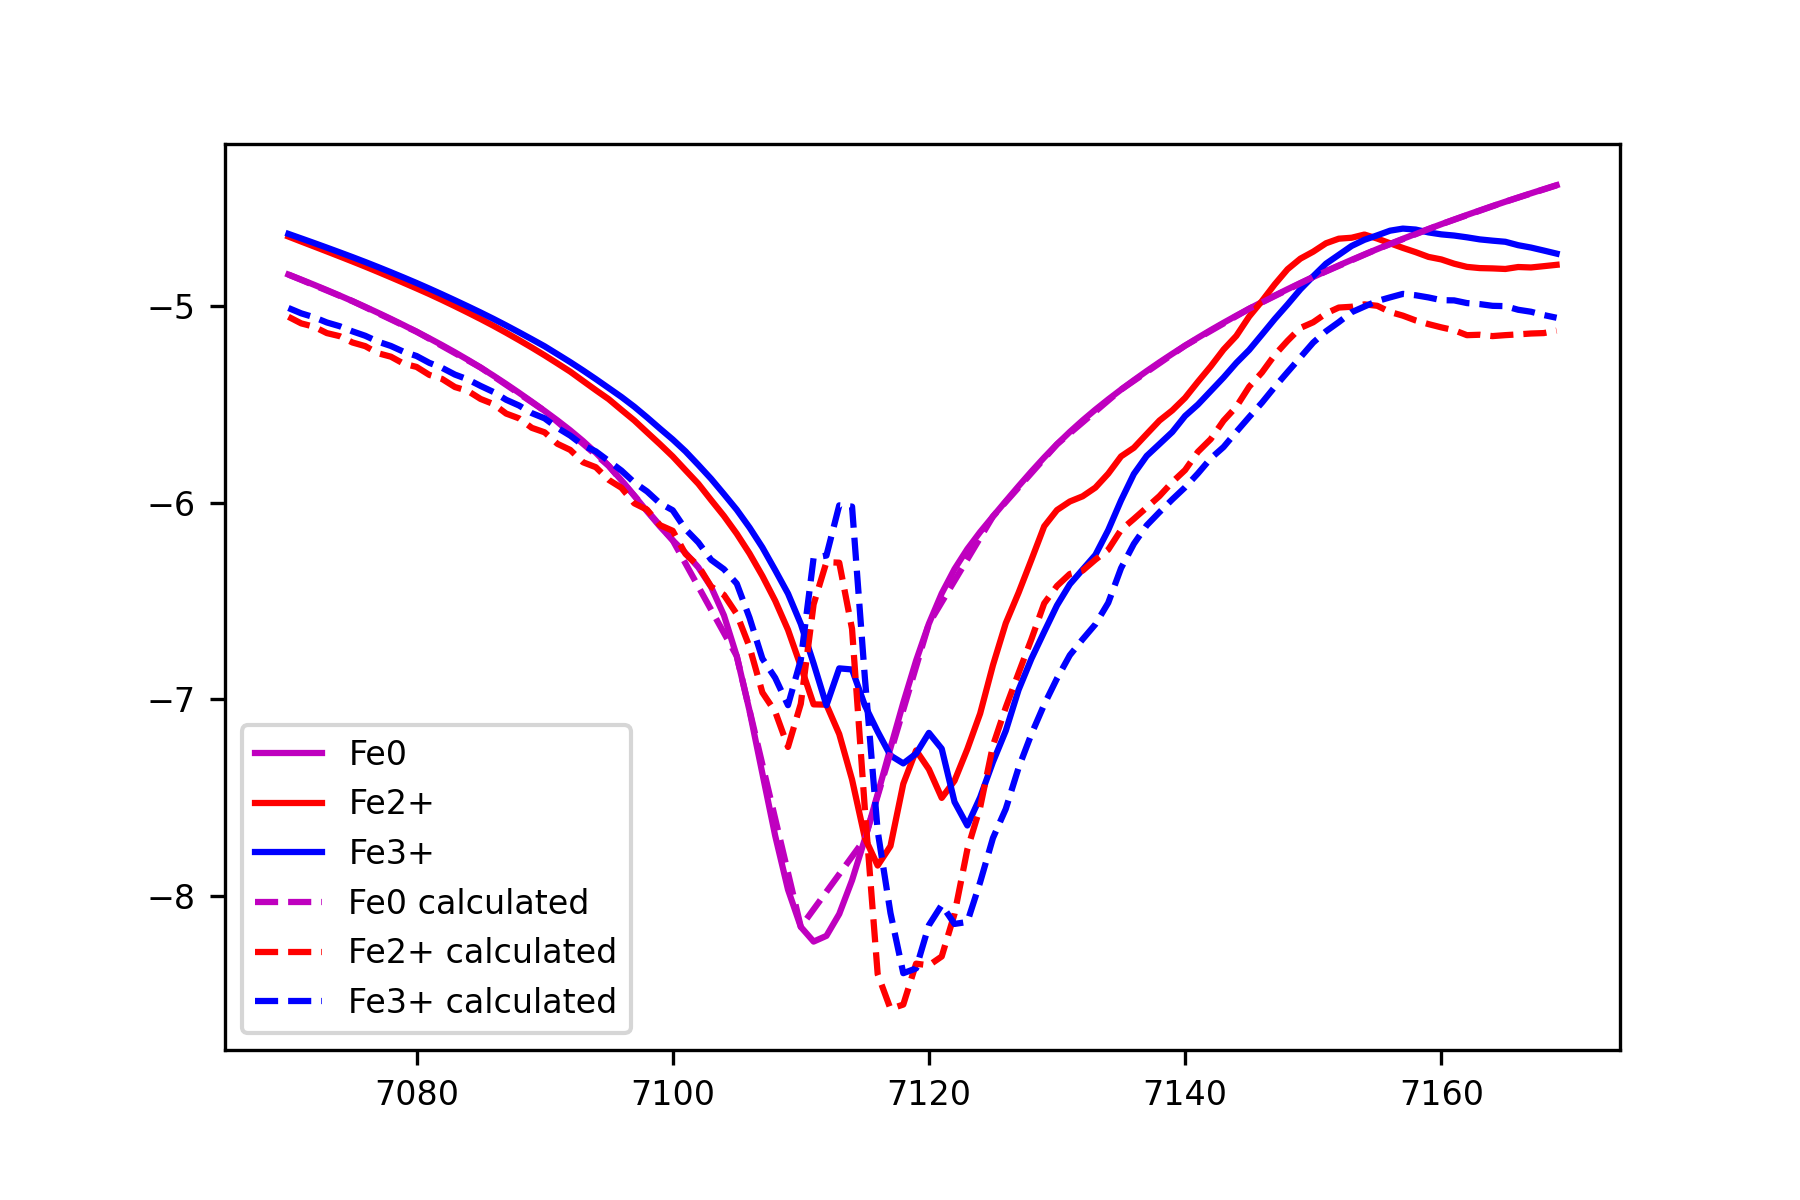 −5
−6
−7
−8
Fe0
Fe2+
Fe3+
Fe0 calculated
Fe2+ calculated
Fe3+ calculated
7080 7100 7120 7140 7160